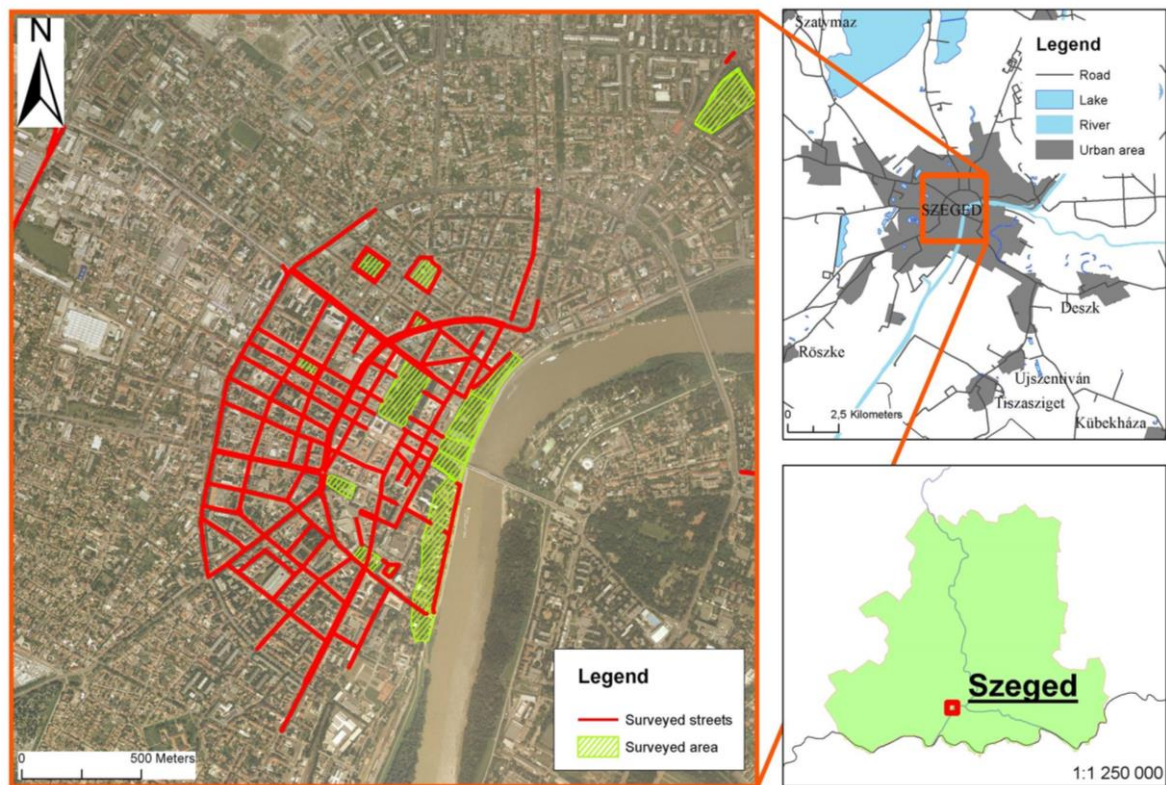 N
Legend
Surveyed streets
Surveyed area
0 500 Meters
Szatymaz
Legend
Road
Lake
River
Urban area
SZEGED
Deszk
Röszke
Újszentiván
Tiszasziget
Kübekháza
0 2,5 Kilometers
Szeged
1:1 250 000